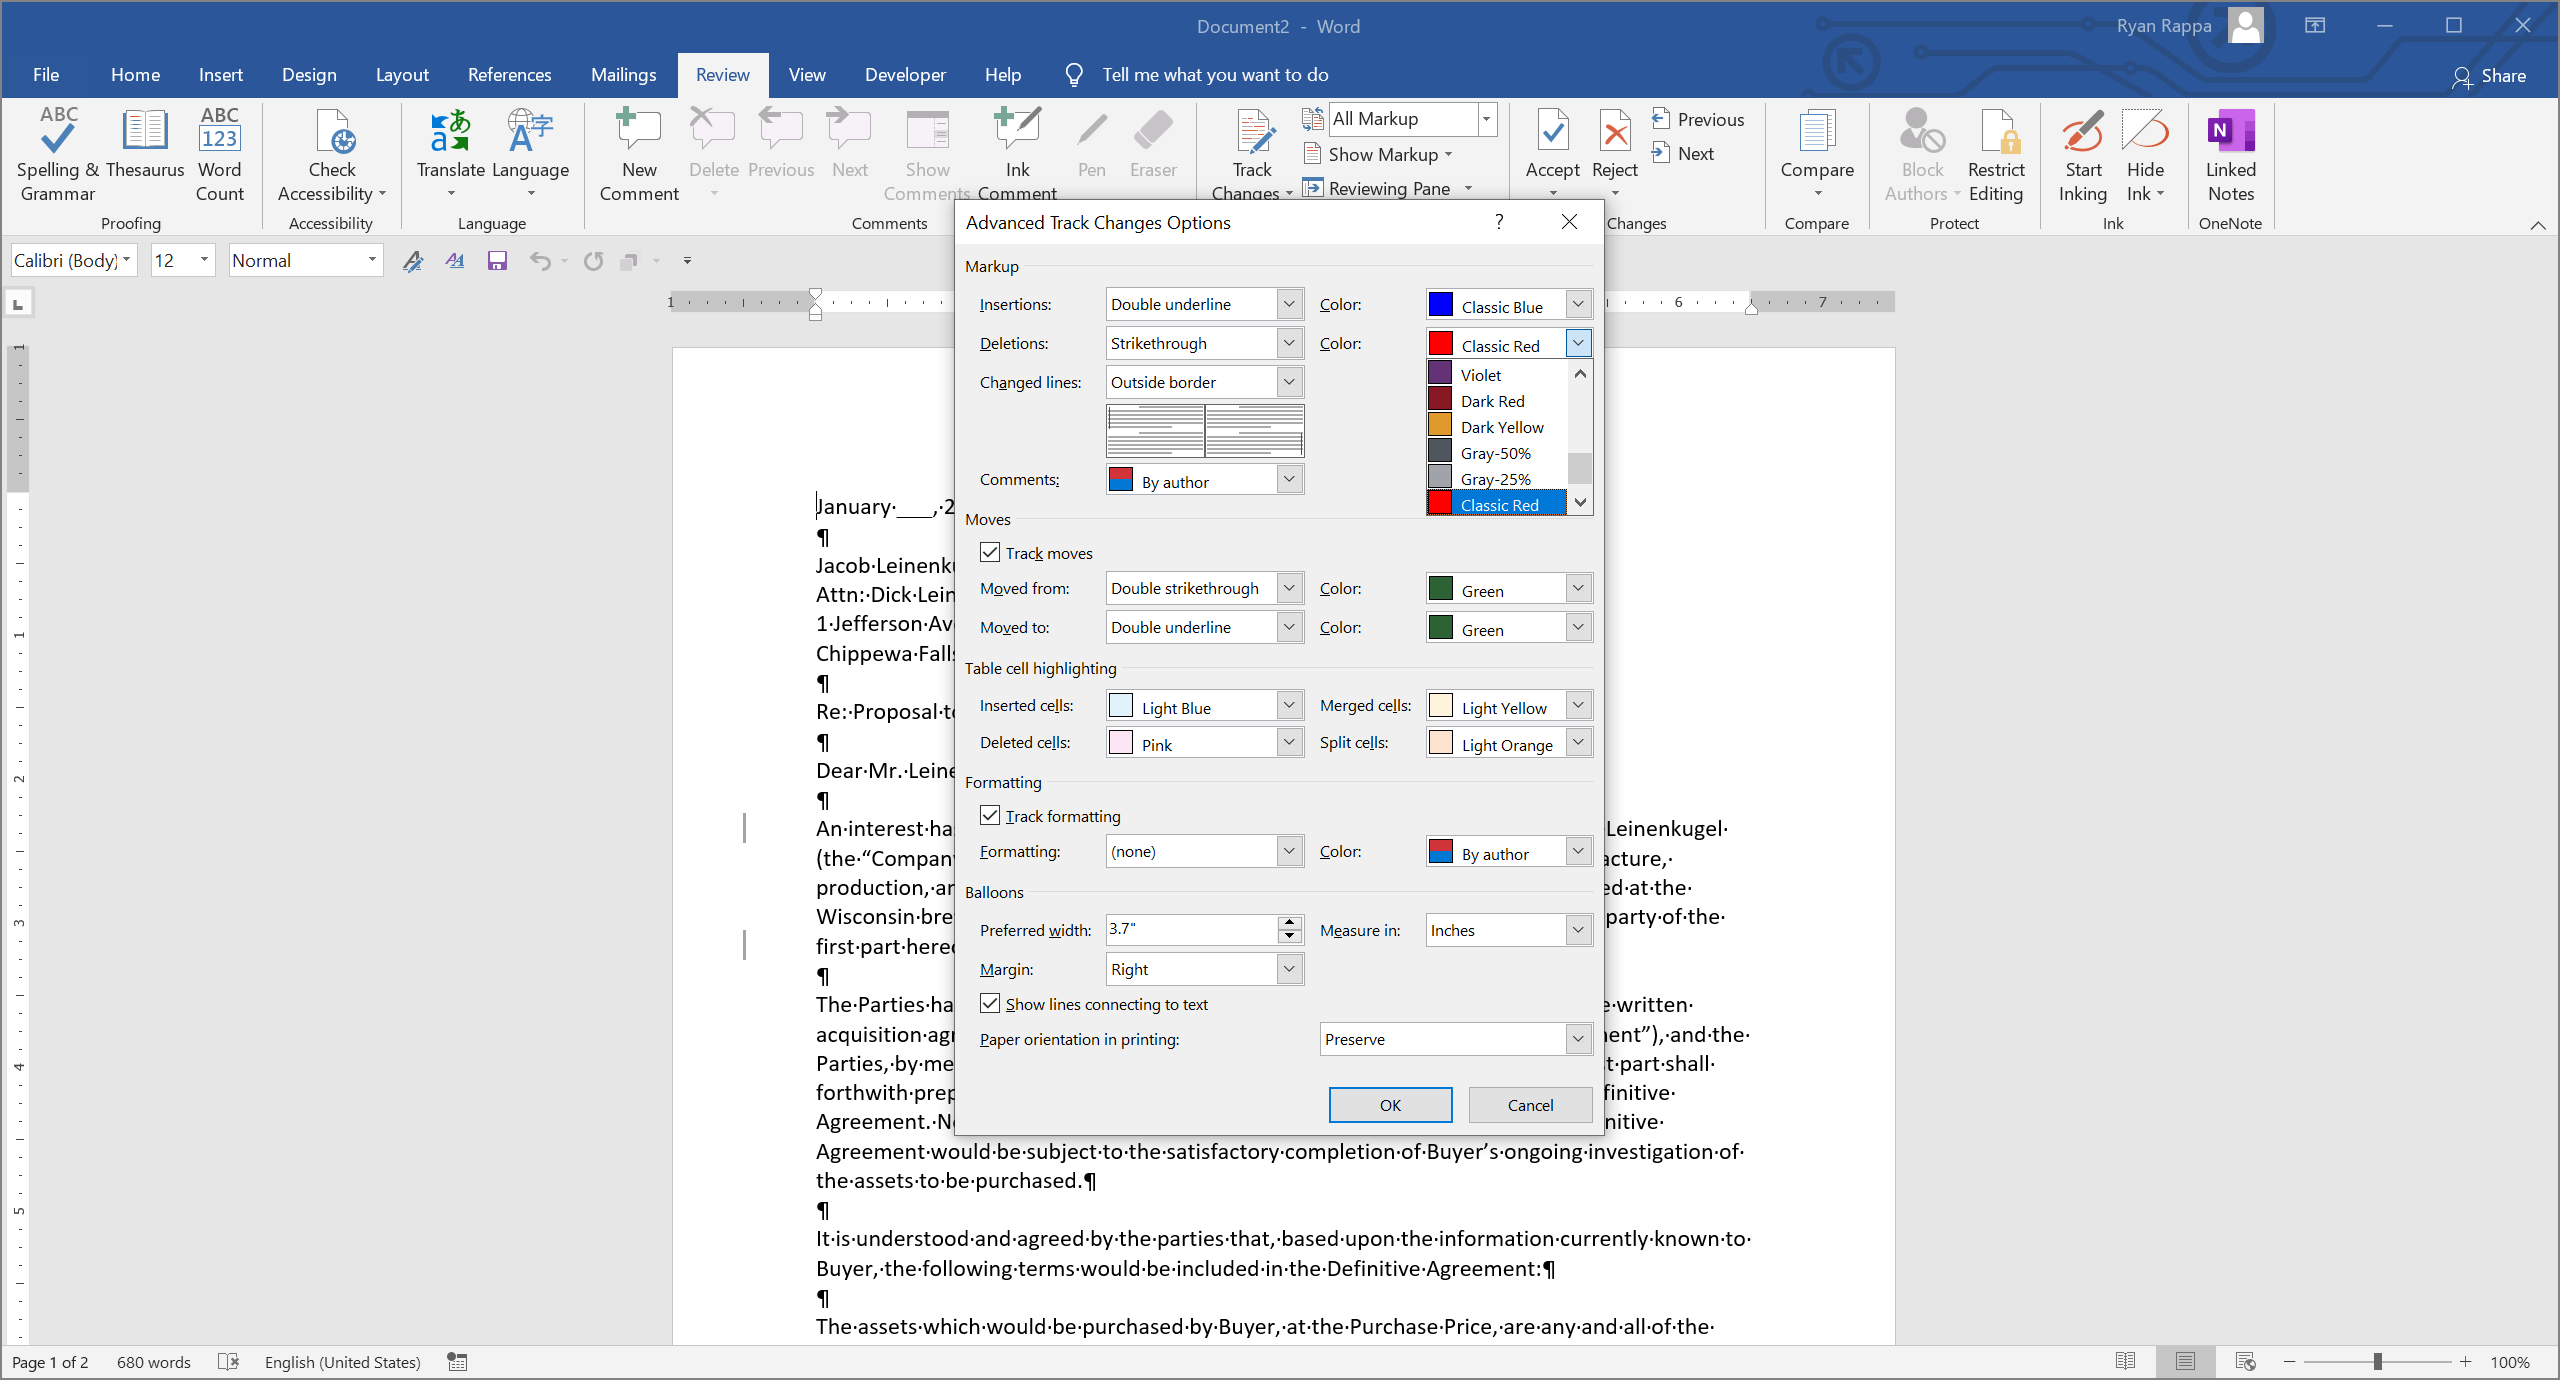 Document2 - Word
Ryan Rappa
File Home Insert Design Layout References Mailings Review View Developer Help Tell me what you want to do Share
ABC
Spelling & Grammar
Thesaurus
ABC 123
Word Count
Proofing
Check Accessibility
Accessibility
Translate
Language
Language
New Comment
Delete
Previous
Next
Show Comments
Ink Comment
Pen
Eraser
Comments
Track Changes
All Markup
Show Markup
Reviewing Pane
Accept
Reject
Previous
Next
Changes
Compare
Compare
Block Authors
Restrict Editing
Protect
Start Inking
Hide Ink
Ink
N
Linked Notes
OneNote
Calibri (Body) 12 Normal
1 6 7
Advanced Track Changes Options ?
Markup
Insertions: Double underline Color: Classic Blue
Deletions: Strikethrough Color: Classic Red
Changed lines: Outside border
Violet
Dark Red
Dark Yellow
Gray-50%
Gray-25%
Classic Red
Comments: By author
Moves
Track moves
Moved from: Double strikethrough Color: Green
Moved to: Double underline Color: Green
Table cell highlighting
Inserted cells: Light Blue Merged cells: Light Yellow
Deleted cells: Pink Split cells: Light Orange
Formatting
Track formatting
Formatting: (none) Color: By author
Balloons
Preferred width: 3.7" Measure in: Inches
Margin: Right
Show lines connecting to text
Paper orientation in printing: Preserve
OK Cancel
1
1
2
3
4
5
January·___,·2
¶
Jacob·Leinenk
Attn:·Dick·Lein
1·Jefferson·Av
Chippewa·Falls
¶
Re:·Proposal·t
¶
Dear·Mr.·Leine
¶
An·interest·ha Leinenkugel·
(the·“Company acture,·
production,·a ed·at·the·
Wisconsin·bre party·of·the·
first·part·here
¶
The·Parties·ha e·written·
acquisition·ag ent”),·and·the·
Parties,·by·me t·part·shall·
forthwith·prep finitive·
Agreement.·N nitive·
Agreement·would·be·subject·to·the·satisfactory·completion·of·Buyer’s·ongoing·investigation·of·
the·assets·to·be·purchased.¶
¶
It·is·understood·and·agreed·by·the·parties·that,·based·upon·the·information·currently·known·to·
Buyer,·the·following·terms·would·be·included·in·the·Definitive·Agreement:¶
¶
The·assets·which·would·be·purchased·by·Buyer,·at·the·Purchase·Price,·are·any·and·all·of·the·
Page 1 of 2 680 words English (United States) 100%